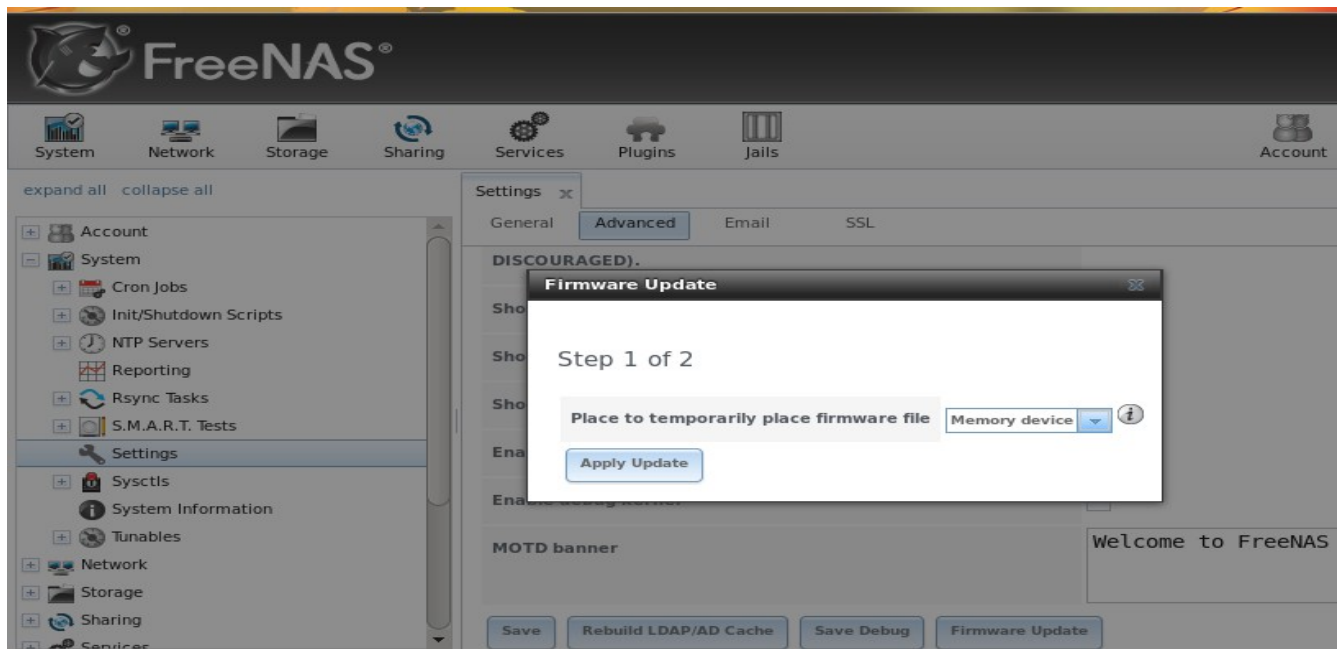 FreeNAS®
System Network Storage Sharing Services Plugins Jails Account
expand all collapse all
Account
System
Cron Jobs
Init/Shutdown Scripts
NTP Servers
Reporting
Rsync Tasks
S.M.A.R.T. Tests
Settings
Sysctls
System Information
Tunables
Network
Storage
Sharing
Services
Settings
General Advanced Email SSL
DISCOURAGED).
Firmware Update
Sho
Step 1 of 2
Sho
Sho
Place to temporarily place firmware file Memory device
Ena
Apply Update
MOTD banner
Welcome to FreeNAS
Save Rebuild LDAP/AD Cache Save Debug Firmware Update